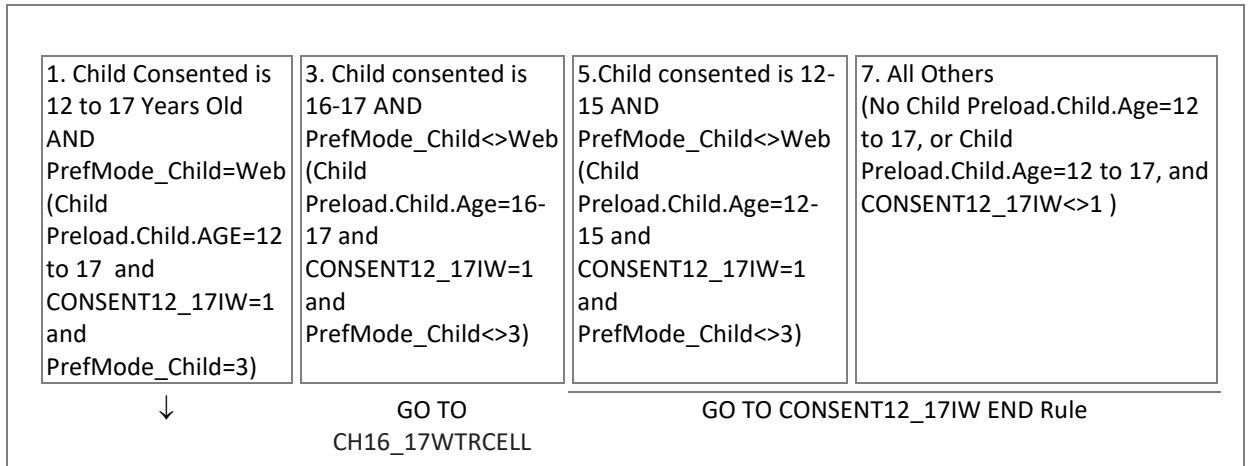 1. Child Consented is
12 to 17 Years Old
AND
PrefMode_Child=Web
(Child
Preload.Child.AGE=12
to 17 and
CONSENT12_17IW=1
and
PrefMode_Child=3)
3. Child consented is
16-17 AND
PrefMode_Child<>Web
(Child
Preload.Child.Age=16-
17 and
CONSENT12_17IW=1
and
PrefMode_Child<>3)
5.Child consented is 12-
15 AND
PrefMode_Child<>Web
(Child
Preload.Child.Age=12-
15 and
CONSENT12_17IW=1
and
PrefMode_Child<>3)
7. All Others
(No Child Preload.Child.Age=12
to 17, or Child
Preload.Child.Age=12 to 17, and
CONSENT12_17IW<>1 )
↓
GO TO
CH16_17WTRCELL
GO TO CONSENT12_17IW END Rule